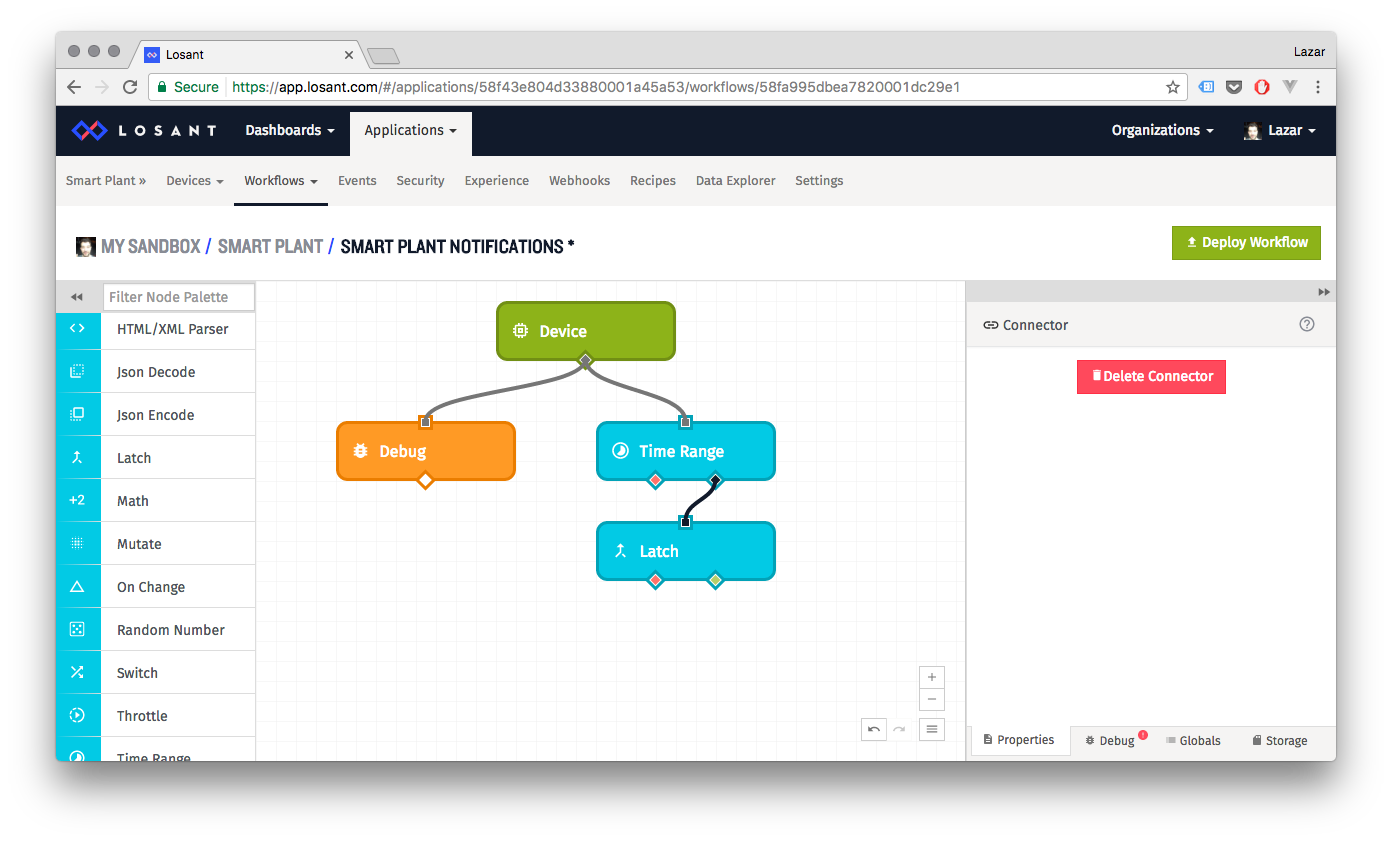 Losant
Lazar
Secure https://app.losant.com/#/applications/58f43e804d33880001a45a53/workflows/58fa995dbea7820001dc29e1
LOSANT Dashboards Applications Organizations Lazar
Smart Plant » Devices Workflows Events Security Experience Webhooks Recipes Data Explorer Settings
MY SANDBOX / SMART PLANT / SMART PLANT NOTIFICATIONS *
Deploy Workflow
Filter Node Palette
HTML/XML Parser
Json Decode
Json Encode
Latch
+2 Math
Mutate
On Change
Random Number
Switch
Throttle
Time Range
Device
Debug
Time Range
Latch
+
−
Connector
?
Delete Connector
Properties Debug ! Globals Storage